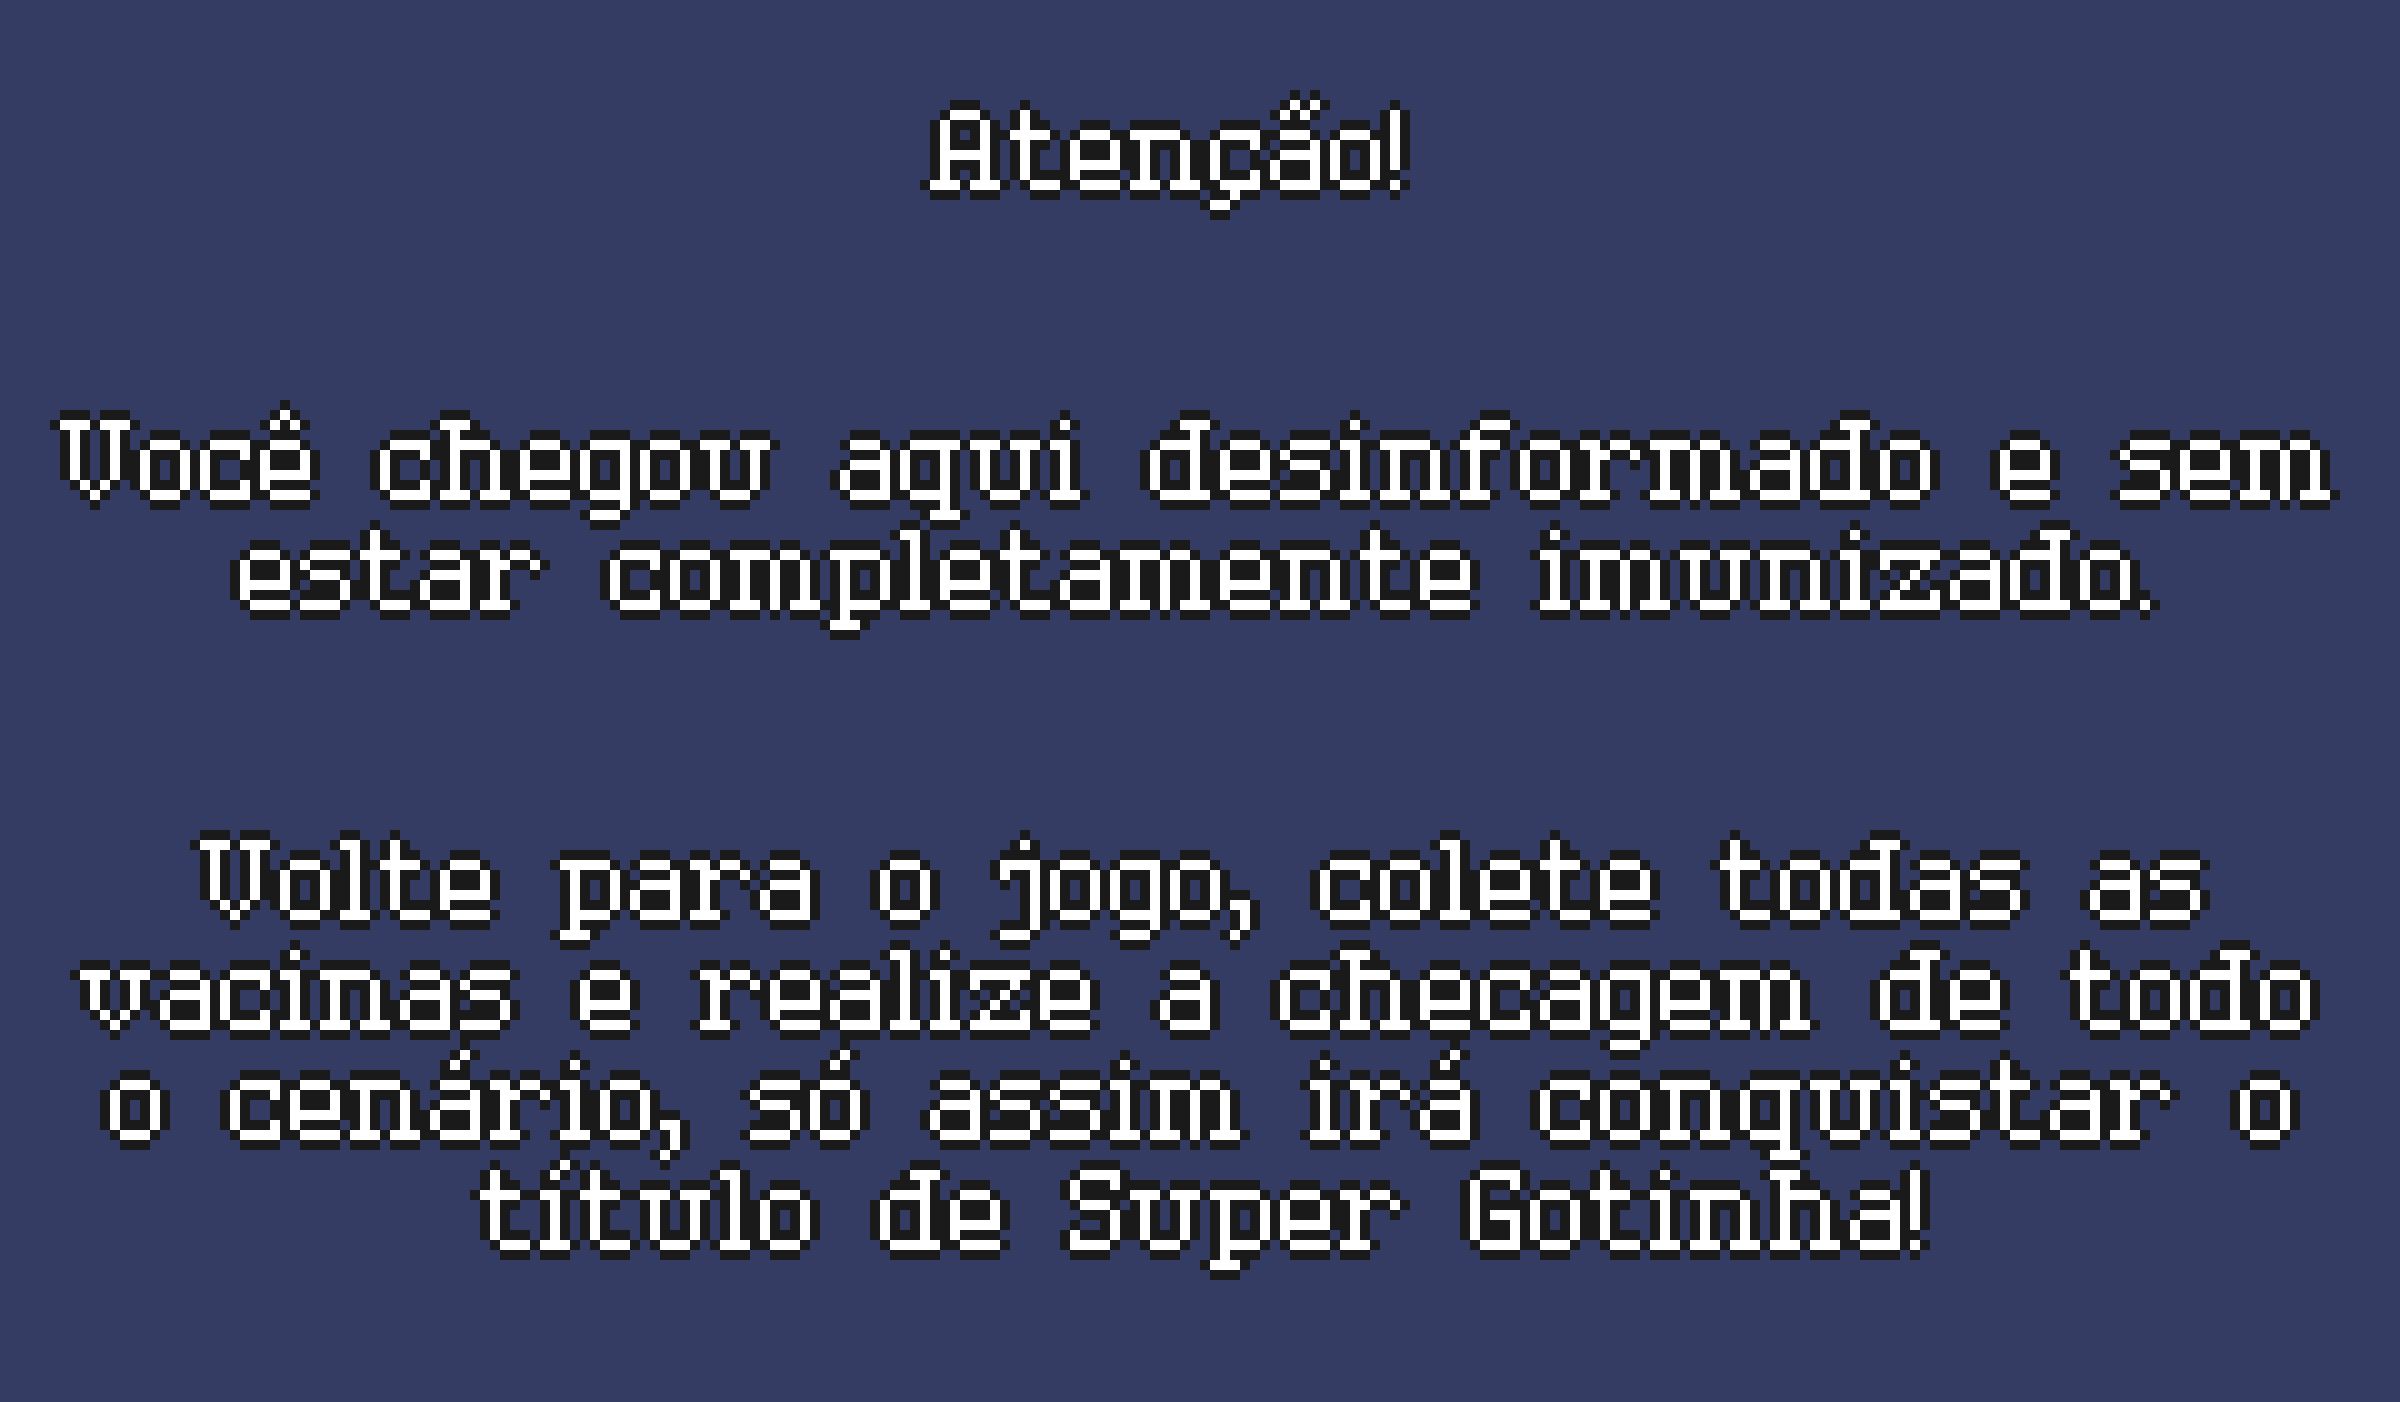 Atenção!
Você chegou aqui desinformado e sem
estar completamente imunizado.
Volte para o jogo, colete todas as
vacinas e realize a checagem de todo
o cenário, só assim irá conquistar o
título de Super Gotinha!